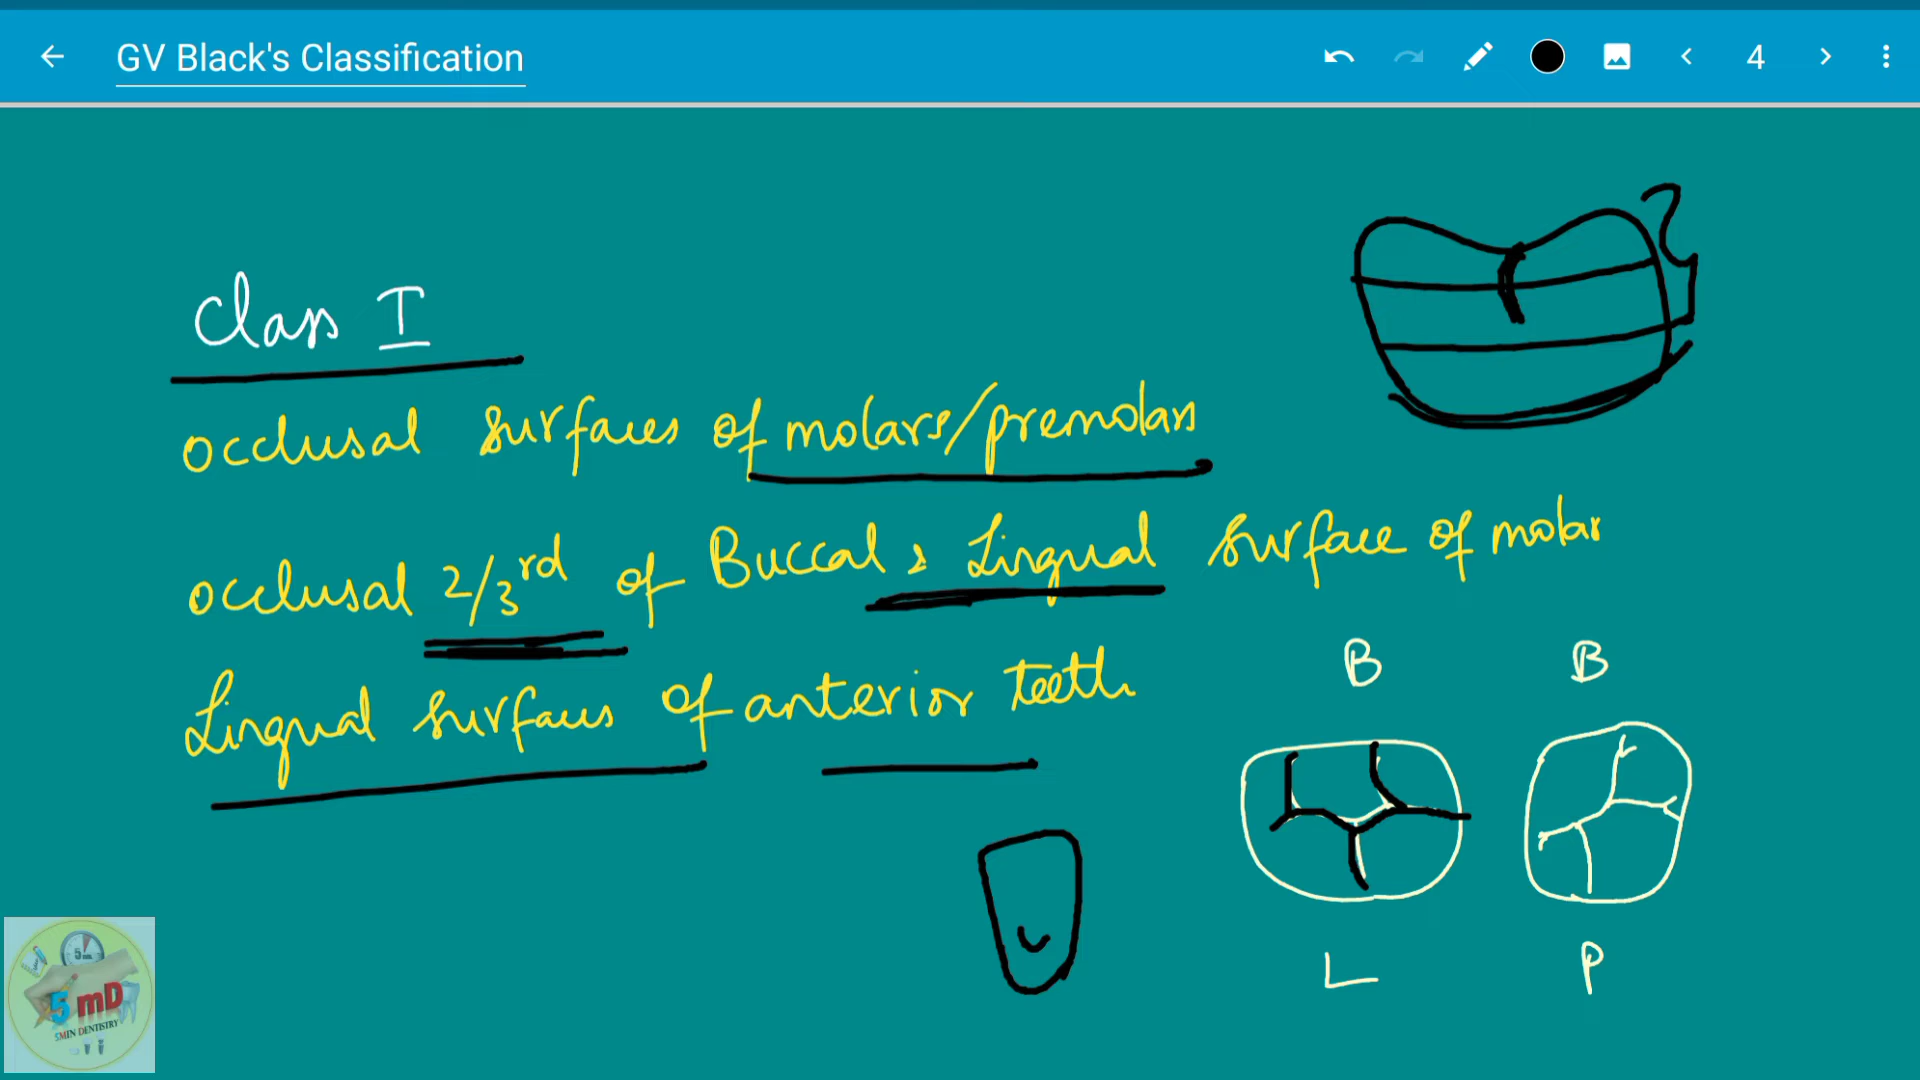 GV Black's Classification
4
Class I
occlusal surfaces of molars/premolars
occlusal 2/3rd of Buccal & Lingual surface of molar
Lingual surfaces of anterior teeth
B B
L P
5 mD
5MIN DENTISTRY